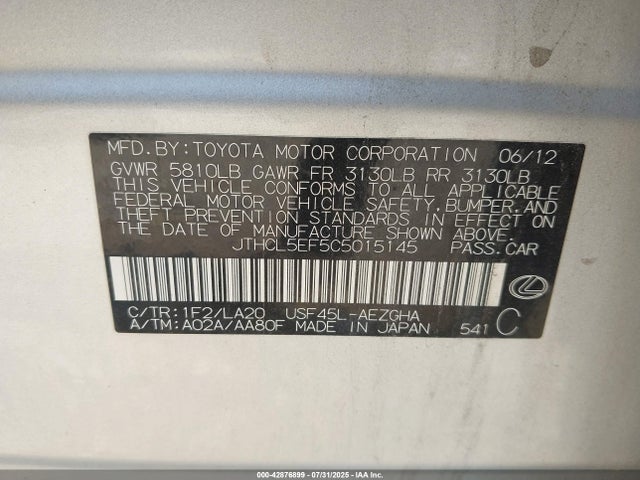 MFD.BY:TOYOTA MOTOR CORPORATION 06/12
GVWR 5810LB GAWR FR 3130LB RR 3130LB
THIS VEHICLE CONFORMS TO ALL APPLICABLE
FEDERAL MOTOR VEHICLE SAFETY,BUMPER,AND
THEFT PREVENTION STANDARDS IN EFFECT ON
THE DATE OF MANUFACTURE SHOWN ABOVE.
JTHCL5EF5C5015145 PASS.CAR
C/TR:1F2/LA20 USF45L-AEZGHA
A/TM:A02A/AA80F MADE IN JAPAN 541 C
000-42876899 - 07/31/2025 - IAA Inc.